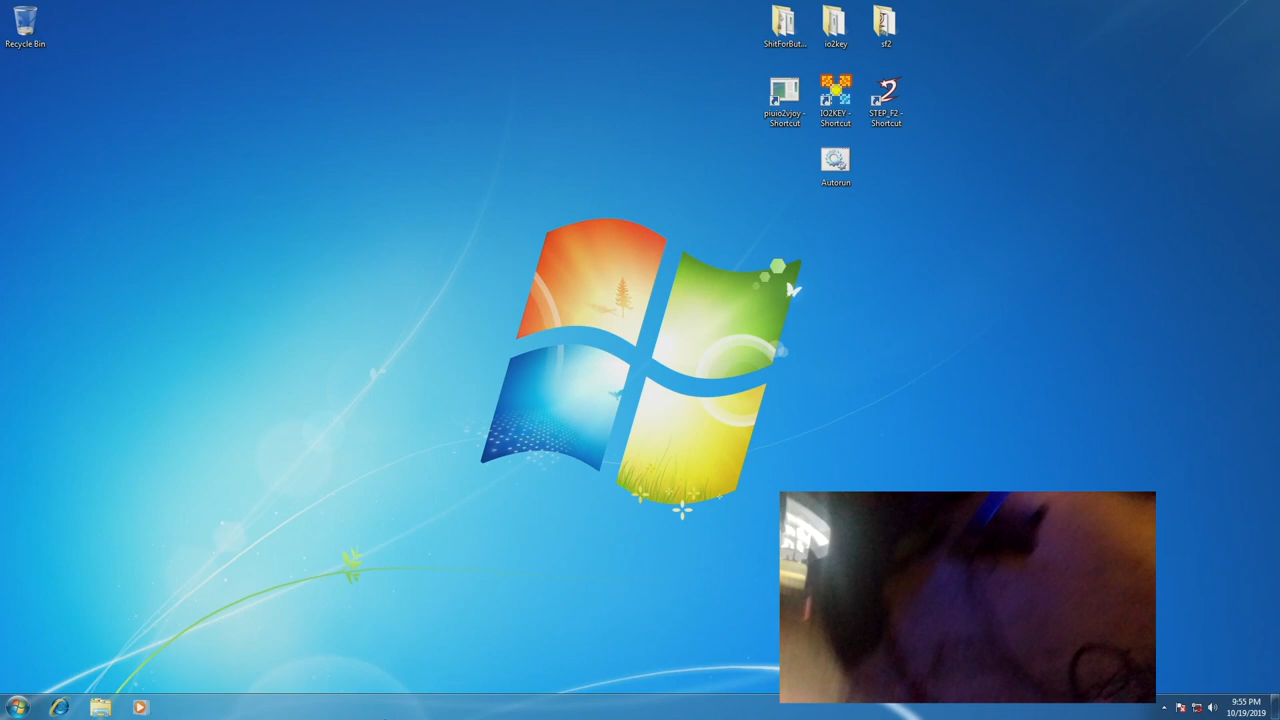 Recycle Bin
ShitForBut...
io2key
sf2
piuio2vjoy -
Shortcut
IO2KEY -
Shortcut
STEP_F2 -
Shortcut
Autorun
9:55 PM
10/19/2019